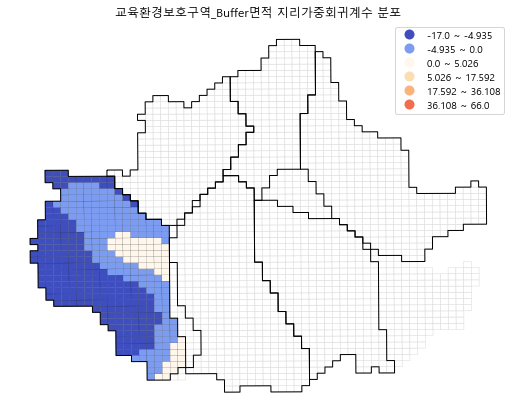 교육환경보호구역_Buffer면적 지리가중회귀계수 분포
-17.0 ~ -4.935
-4.935 ~ 0.0
0.0 ~ 5.026
5.026 ~ 17.592
17.592 ~ 36.108
36.108 ~ 66.0